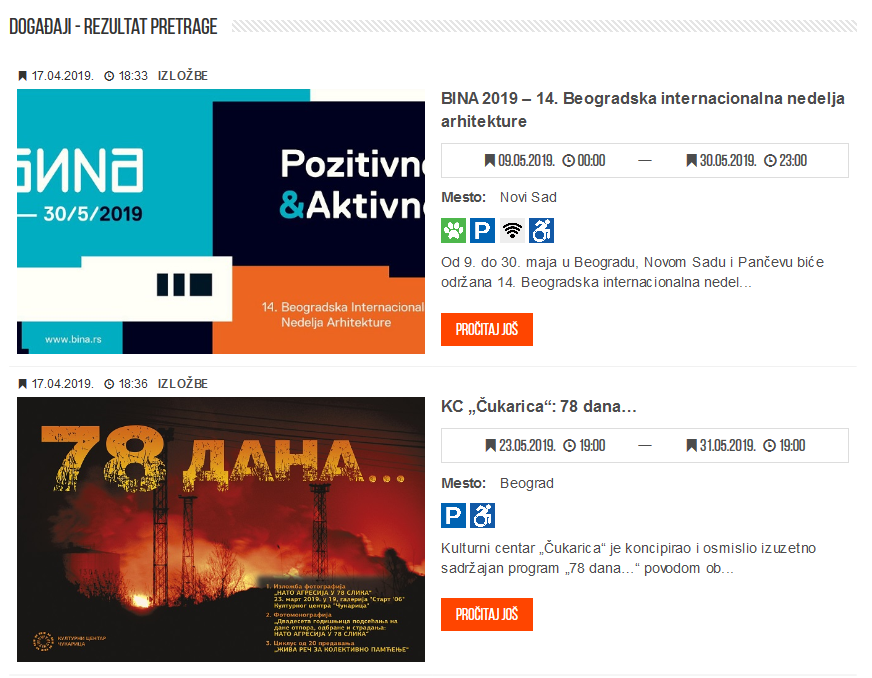 DOGAĐAJI - REZULTAT PRETRAGE
17.04.2019. 18:33 IZLOŽBE
БИNA
— 30/5/2019
Pozitivno
&Aktivno
14. Beogradska Internacional
Nedelja Arhitekture
www.bina.rs
BINA 2019 – 14. Beogradska internacionalna nedelja
arhitekture
09.05.2019. 00:00 — 30.05.2019. 23:00
Mesto: Novi Sad
P
Od 9. do 30. maja u Beogradu, Novom Sadu i Pančevu biće
održana 14. Beogradska internacionalna nedel...
PROČITAJ JOŠ
17.04.2019. 18:36 IZLOŽBE
78 ДАНА...
1. Изложба фотографија
„НАТО АГРЕСИЈА У 78 СЛИКА"
23. март 2019. у 19, галерија "Старт '06"
Културног центра "Чукарица"
2. Фотомонографија
„Двадесета годишњица подсећања на
дане отпора, одбране и страдања:
НАТО АГРЕСИЈА У 78 СЛИКА"
3. Циклус од 20 предавања
„ЖИВА РЕЧ ЗА КОЛЕКТИВНО ПАМЋЕЊЕ"
КУЛТУРНИ ЦЕНТАР
ЧУКАРИЦА
KC „Čukarica“: 78 dana…
23.05.2019. 19:00 — 31.05.2019. 19:00
Mesto: Beograd
P
Kulturni centar „Čukarica“ je koncipirao i osmislio izuzetno
sadržajan program „78 dana…“ povodom ob...
PROČITAJ JOŠ